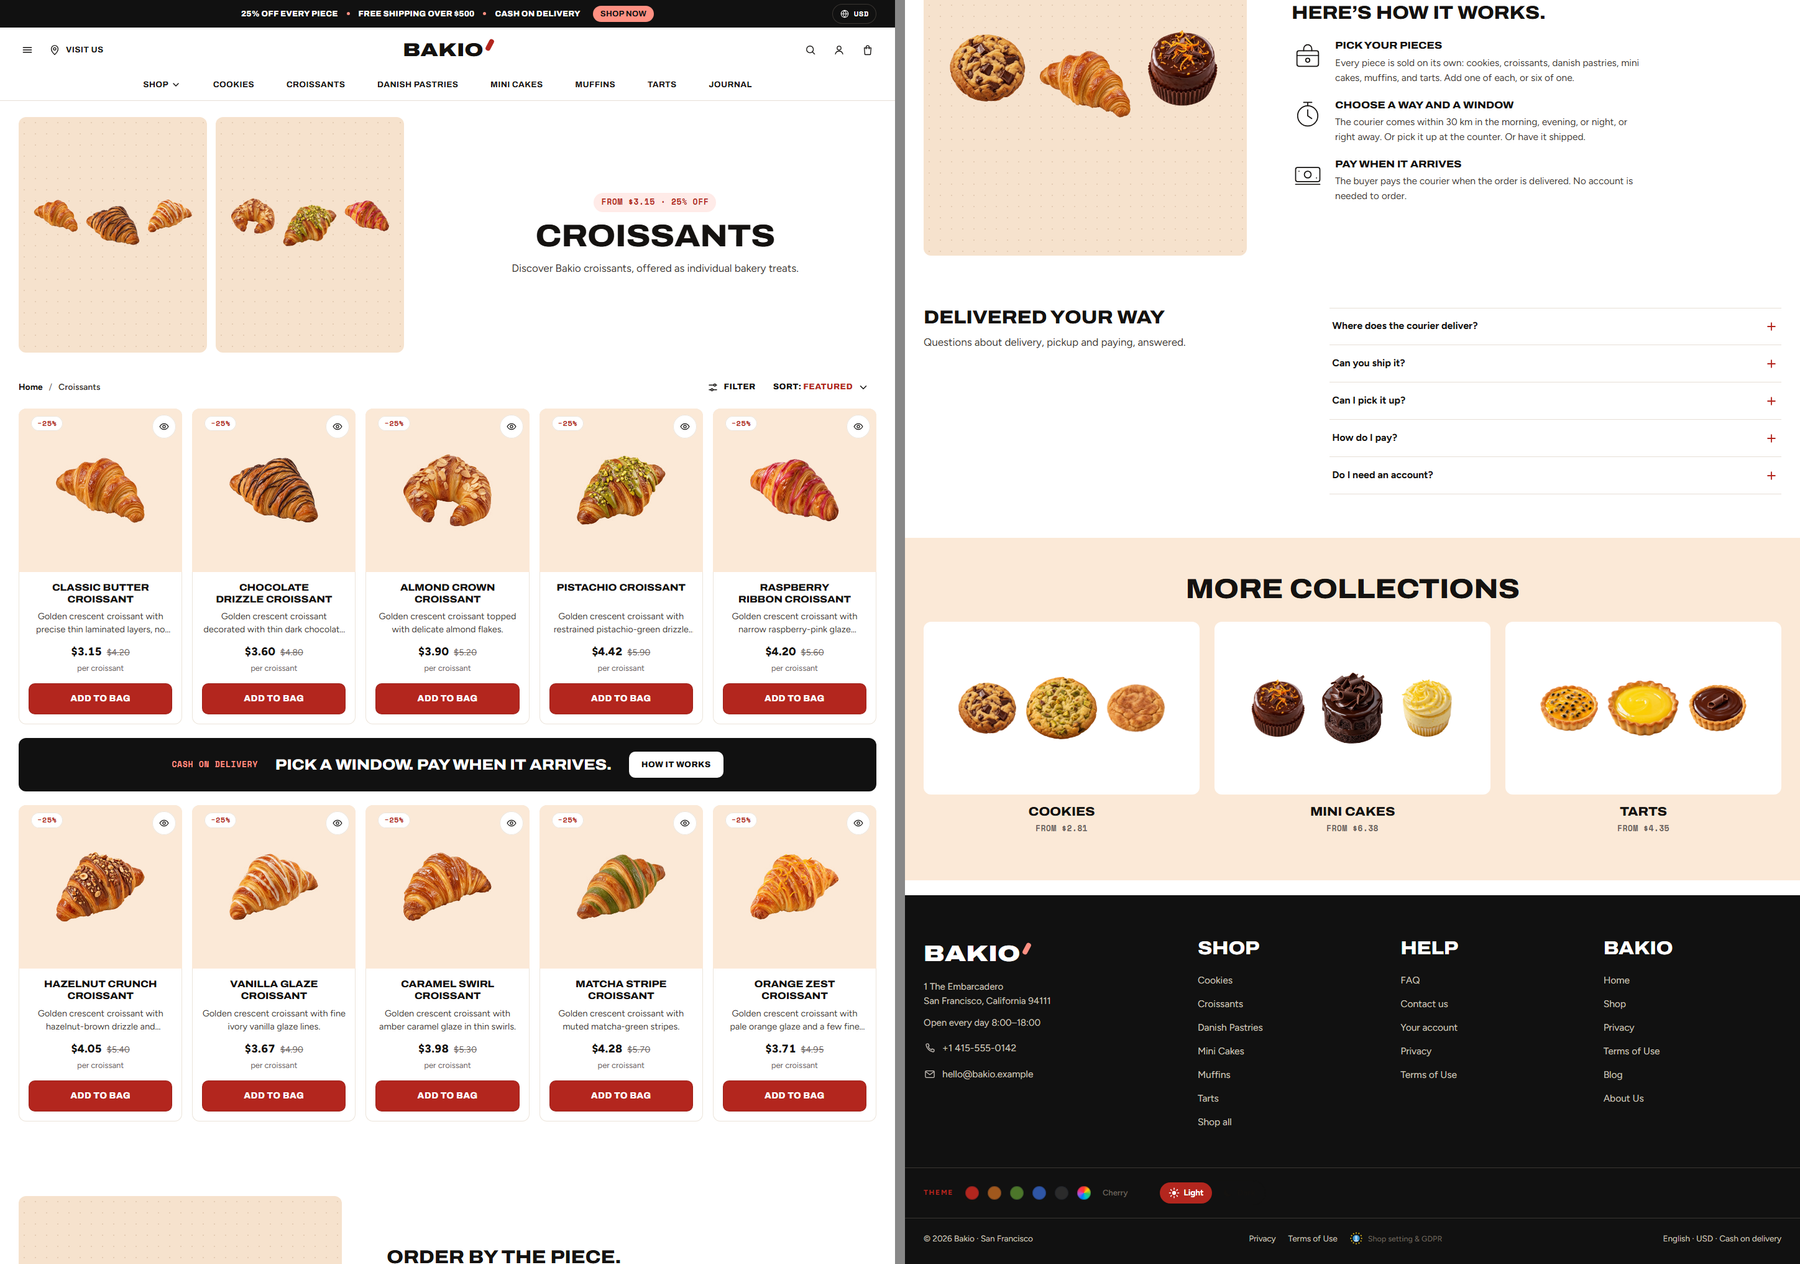 25% OFF EVERY PIECE • FREE SHIPPING OVER $500 • CASH ON DELIVERY SHOP NOW
USD
VISIT US
BAKIO
SHOP COOKIES CROISSANTS DANISH PASTRIES MINI CAKES MUFFINS TARTS JOURNAL
FROM $3.15 · 25% OFF
CROISSANTS
Discover Bakio croissants, offered as individual bakery treats.
Home / Croissants
FILTER SORT: FEATURED
-25%
CLASSIC BUTTER
CROISSANT
Golden crescent croissant with
precise thin laminated layers, no...
$3.15 $4.20
per croissant
ADD TO BAG
-25%
CHOCOLATE
DRIZZLE CROISSANT
Golden crescent croissant
decorated with thin dark chocolat...
$3.60 $4.80
per croissant
ADD TO BAG
-25%
ALMOND CROWN
CROISSANT
Golden crescent croissant topped
with delicate almond flakes.
$3.90 $5.20
per croissant
ADD TO BAG
-25%
PISTACHIO CROISSANT
Golden crescent croissant with
restrained pistachio-green drizzle...
$4.42 $5.90
per croissant
ADD TO BAG
-25%
RASPBERRY
RIBBON CROISSANT
Golden crescent croissant with
narrow raspberry-pink glaze...
$4.20 $5.60
per croissant
ADD TO BAG
CASH ON DELIVERY PICK A WINDOW. PAY WHEN IT ARRIVES. HOW IT WORKS
-25%
HAZELNUT CRUNCH
CROISSANT
Golden crescent croissant with
hazelnut-brown drizzle and...
$4.05 $5.40
per croissant
ADD TO BAG
-25%
VANILLA GLAZE
CROISSANT
Golden crescent croissant with fine
ivory vanilla glaze lines.
$3.67 $4.90
per croissant
ADD TO BAG
-25%
CARAMEL SWIRL
CROISSANT
Golden crescent croissant with
amber caramel glaze in thin swirls.
$3.98 $5.30
per croissant
ADD TO BAG
-25%
MATCHA STRIPE
CROISSANT
Golden crescent croissant with
muted matcha-green stripes.
$4.28 $5.70
per croissant
ADD TO BAG
-25%
ORANGE ZEST
CROISSANT
Golden crescent croissant with
pale orange glaze and a few fine...
$3.71 $4.95
per croissant
ADD TO BAG
ORDER BY THE PIECE.
HERE'S HOW IT WORKS.
PICK YOUR PIECES
Every piece is sold on its own: cookies, croissants, danish pastries, mini
cakes, muffins, and tarts. Add one of each, or six of one.
CHOOSE A WAY AND A WINDOW
The courier comes within 30 km in the morning, evening, or night, or
right away. Or pick it up at the counter. Or have it shipped.
PAY WHEN IT ARRIVES
The buyer pays the courier when the order is delivered. No account is
needed to order.
DELIVERED YOUR WAY
Questions about delivery, pickup and paying, answered.
Where does the courier deliver?
Can you ship it?
Can I pick it up?
How do I pay?
Do I need an account?
MORE COLLECTIONS
COOKIES
FROM $2.81
MINI CAKES
FROM $6.38
TARTS
FROM $4.35
BAKIO
1 The Embarcadero
San Francisco, California 94111
Open every day 8:00–18:00
+1 415-555-0142
hello@bakio.example
SHOP
Cookies
Croissants
Danish Pastries
Mini Cakes
Muffins
Tarts
Shop all
HELP
FAQ
Contact us
Your account
Privacy
Terms of Use
BAKIO
Home
Shop
Privacy
Terms of Use
Blog
About Us
THEME Cherry Light
© 2026 Bakio · San Francisco
Privacy Terms of Use Shop setting & GDPR
English · USD · Cash on delivery